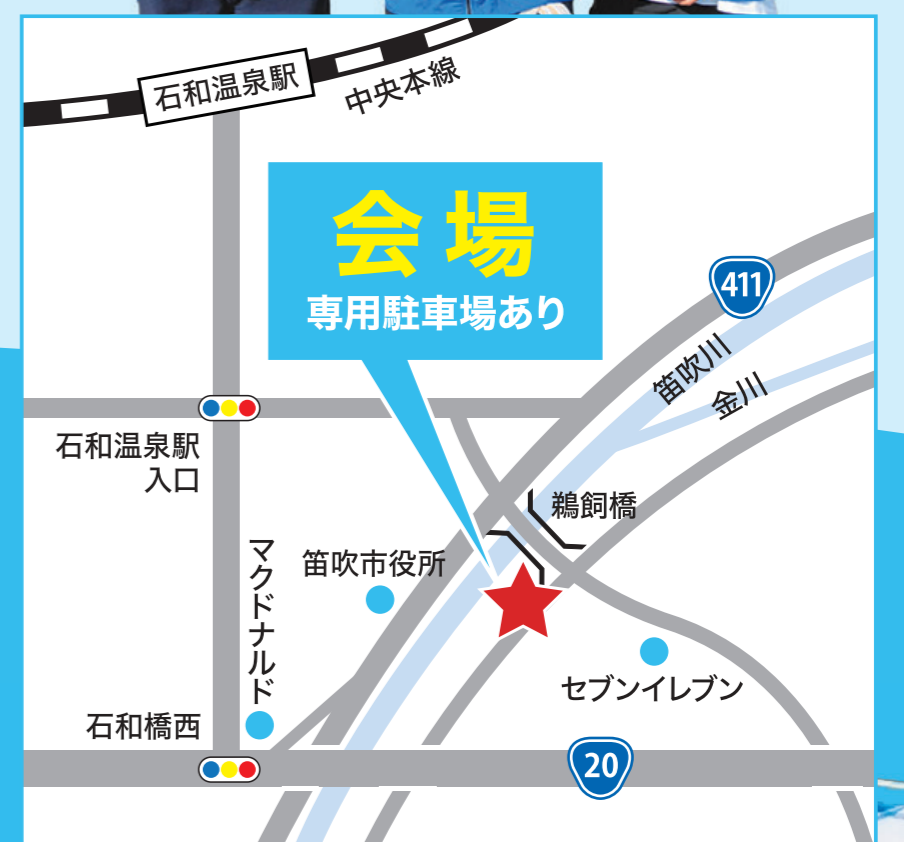 石和温泉駅
中央本線
会場
専用駐車場あり
411
笛吹川
金川
石和温泉駅
入口
鵜飼橋
マクドナルド
笛吹市役所
セブンイレブン
石和橋西
20